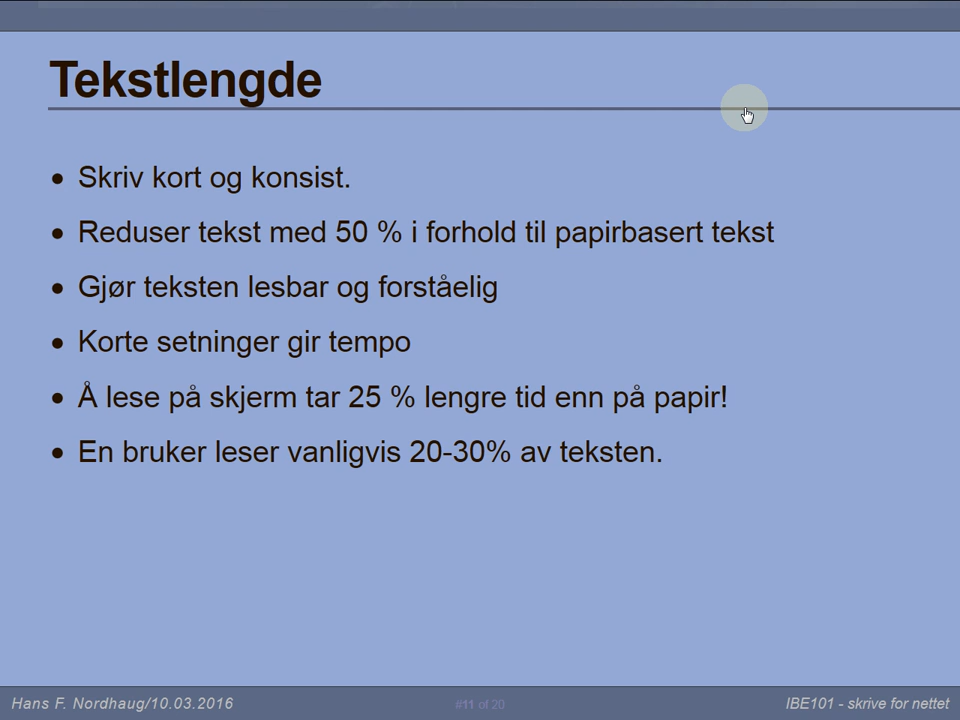 Tekstlengde
Skriv kort og konsist.
Reduser tekst med 50 % i forhold til papirbasert tekst
Gjør teksten lesbar og forståelig
Korte setninger gir tempo
Å lese på skjerm tar 25 % lengre tid enn på papir!
En bruker leser vanligvis 20-30% av teksten.
Hans F. Nordhaug/10.03.2016
#11 of 20
IBE101 - skrive for nettet